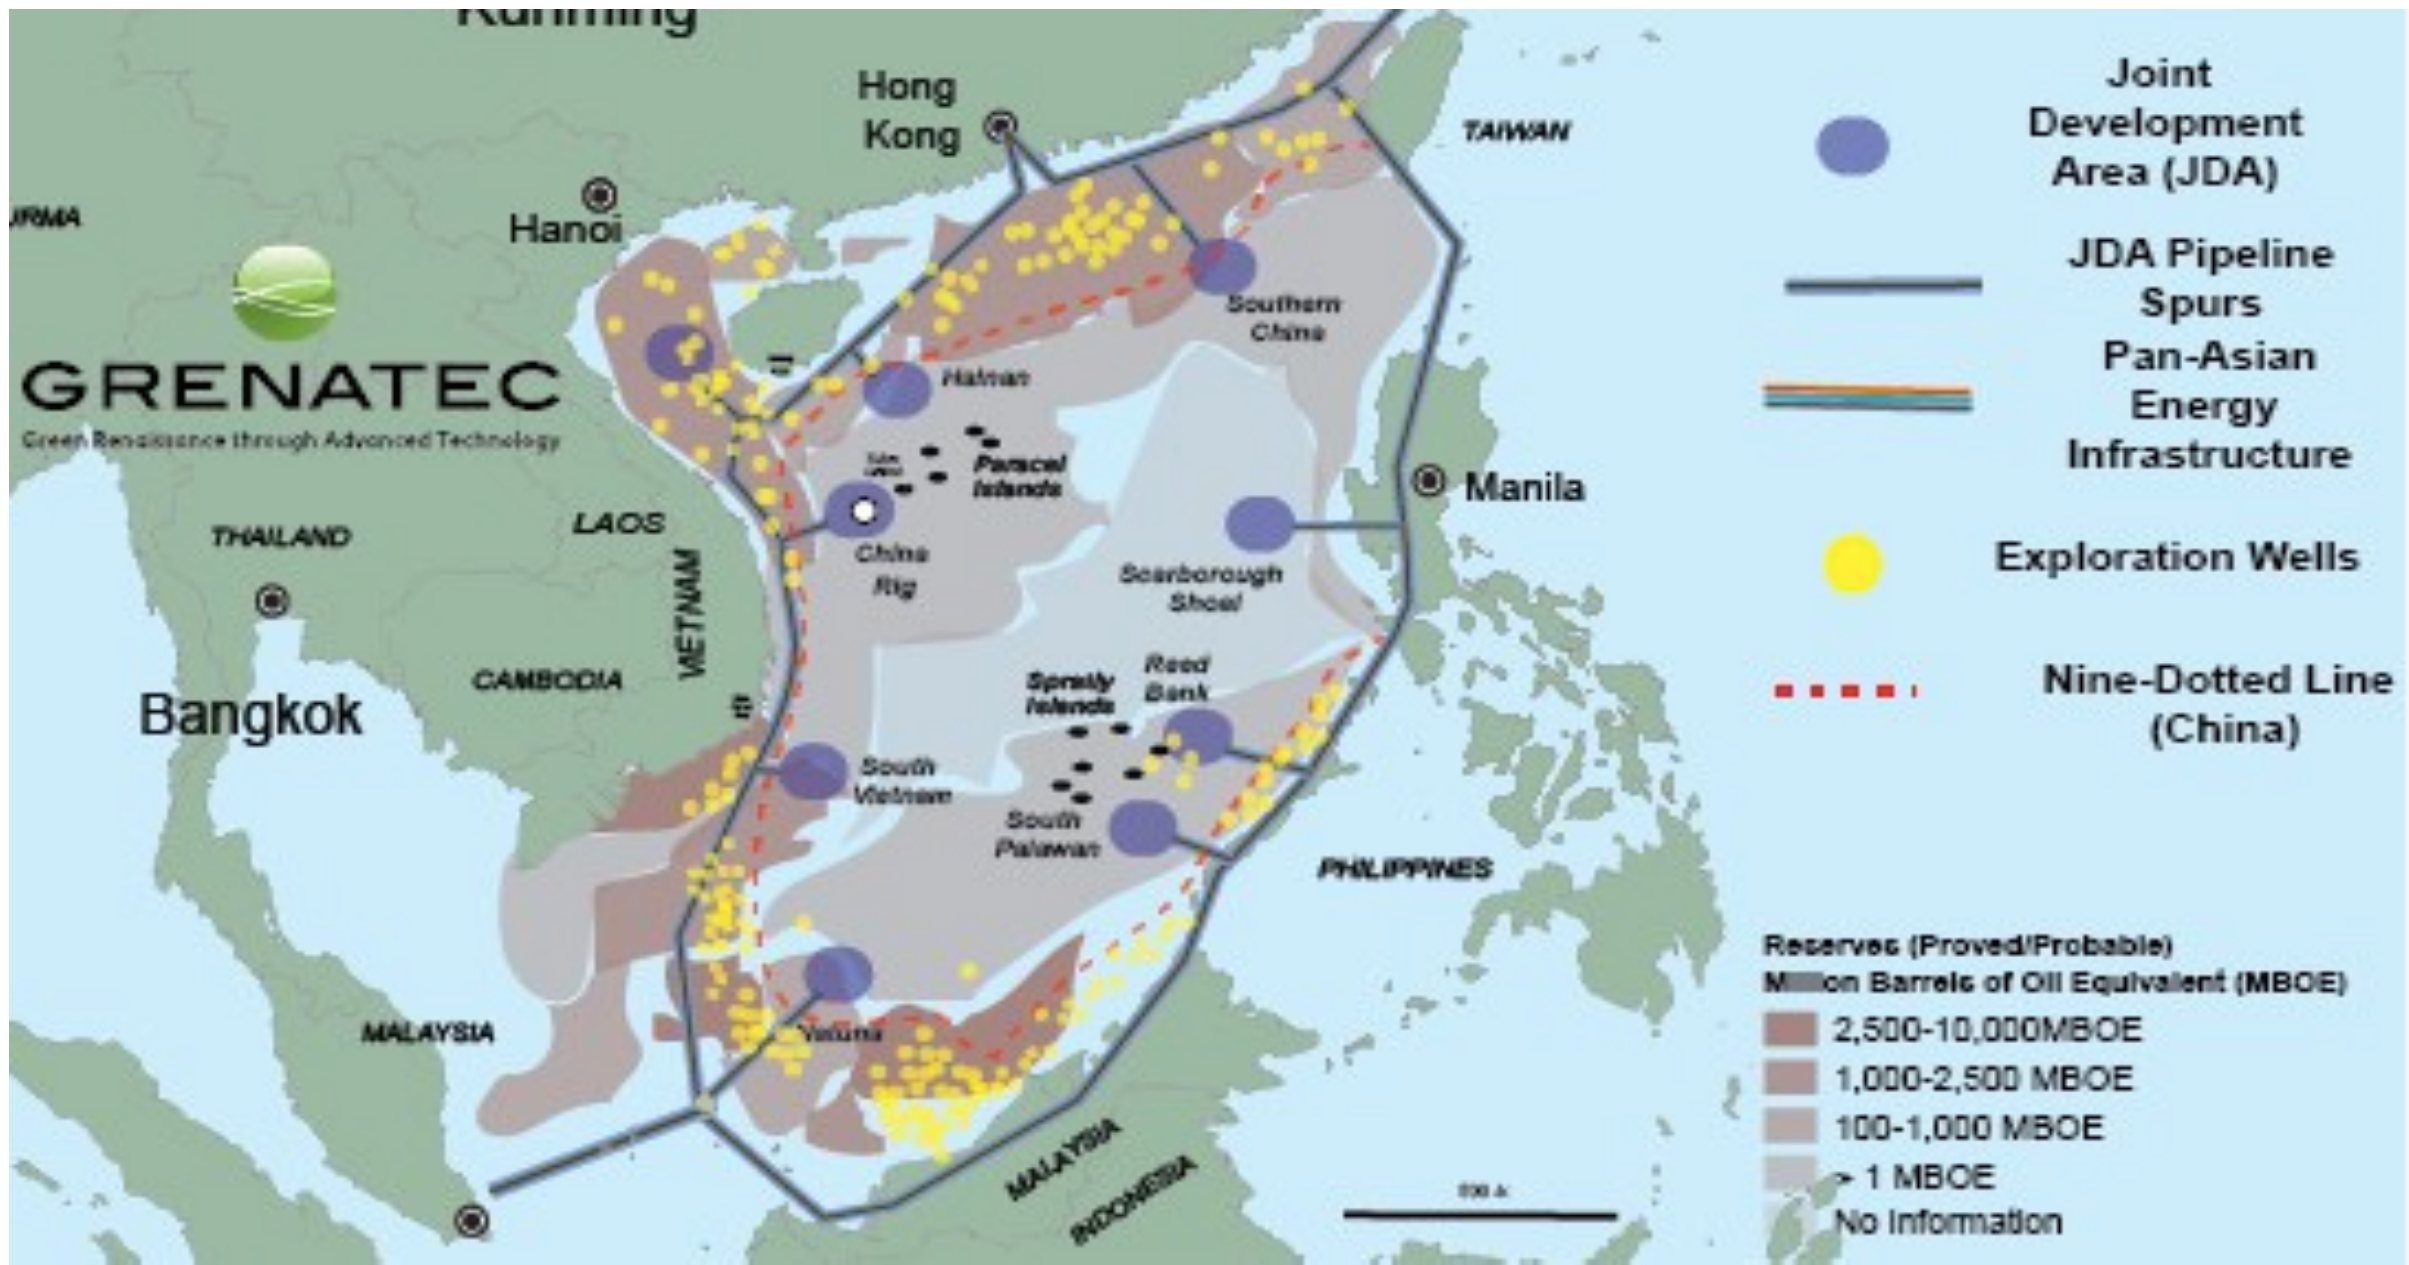 Kunming
Hong
Kong
TAIWAN
Hanoi
URMA
GRENATEC
Green Renaissance through Advanced Technology
Southern
China
Hainan
Paracel
Islands
China
Rig
THAILAND
LAOS
VIETNAM
Manila
Scarborough
Shoal
CAMBODIA
Bangkok
Spratly
Islands
Reed
Bank
South
Vietnam
South
Palawan
PHILIPPINES
MALAYSIA
Natuna
MALAYSIA
INDONESIA
Joint
Development
Area (JDA)
JDA Pipeline
Spurs
Pan-Asian
Energy
Infrastructure
Exploration Wells
Nine-Dotted Line
(China)
Reserves (Proved/Probable)
Million Barrels of Oil Equivalent (MBOE)
2,500-10,000MBOE
1,000-2,500 MBOE
100-1,000 MBOE
> 1 MBOE
No Information